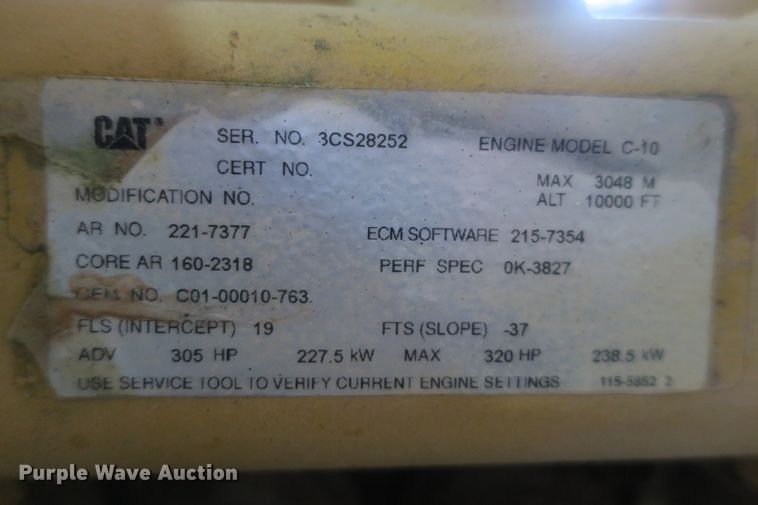 CAT SER. NO. 3CS28252 ENGINE MODEL C-10
CERT NO.
MAX 3048 M
MODIFICATION NO. ALT 10000 FT
AR NO. 221-7377 ECM SOFTWARE 215-7354
CORE AR 160-2318 PERF SPEC 0K-3827
OEM NO. C01-00010-763
FLS (INTERCEPT) 19 FTS (SLOPE) -37
ADV 305 HP 227.5 kW MAX 320 HP 238.5 kW
USE SERVICE TOOL TO VERIFY CURRENT ENGINE SETTINGS 115-5852 2
Purple Wave Auction